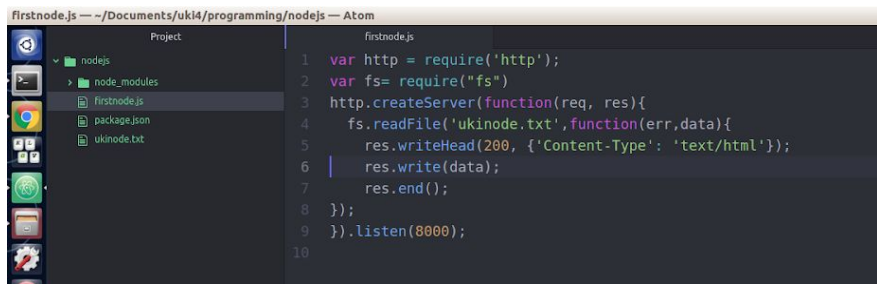 firstnode.js — ~/Documents/uki4/programming/nodejs — Atom
Project
nodejs
node_modules
firstnode.js
package.json
ukinode.txt
firstnode.js
1 var http = require('http');
2 var fs= require("fs")
3 http.createServer(function(req, res){
4 fs.readFile('ukinode.txt',function(err,data){
5 res.writeHead(200, {'Content-Type': 'text/html'});
6 res.write(data);
7 res.end();
8 });
9 }).listen(8000);
10